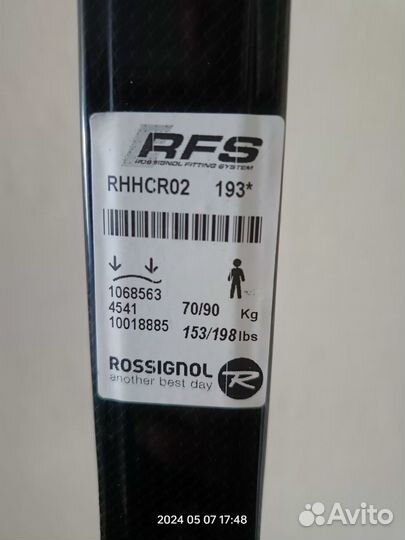 RFS
ROSSIGNOL FITTING SYSTEM
RHHCR02 193*
1068563
4541 70/90 Kg
10018885 153/198 lbs
ROSSIGNOL R
another best day
2024 05 07 17:48
Avito